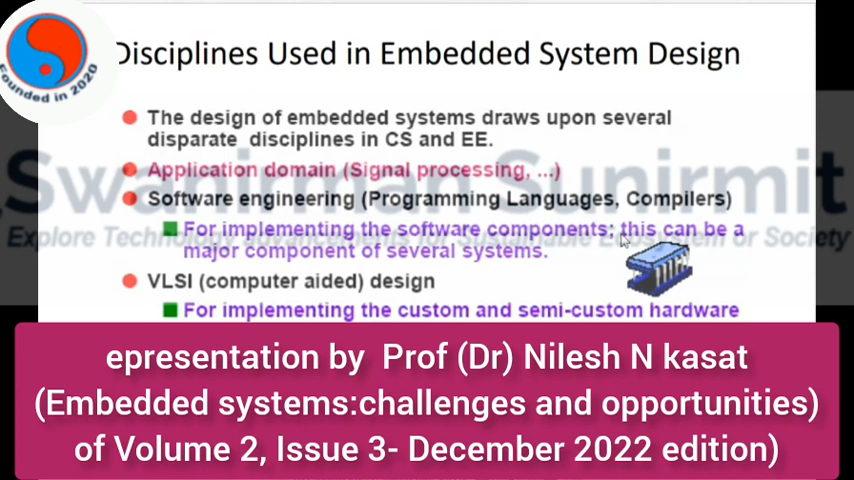 Founded in 2020
Disciplines Used in Embedded System Design
The design of embedded systems draws upon several
disparate disciplines in CS and EE.
Application domain (Signal processing, ...)
Swanirman Sunirmit
Software engineering (Programming Languages, Compilers)
For implementing the software components; this can be a
Explore Technology advancements for Sustainable Ecosystem or Society
major component of several systems.
VLSI (computer aided) design
For implementing the custom and semi-custom hardware
epresentation by Prof (Dr) Nilesh N kasat
(Embedded systems:challenges and opportunities)
of Volume 2, Issue 3- December 2022 edition)